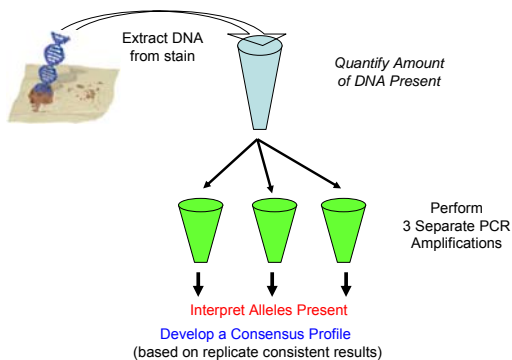 Extract DNA
from stain
Quantify Amount
of DNA Present
Perform
3 Separate PCR
Amplifications
Interpret Alleles Present
Develop a Consensus Profile
(based on replicate consistent results)